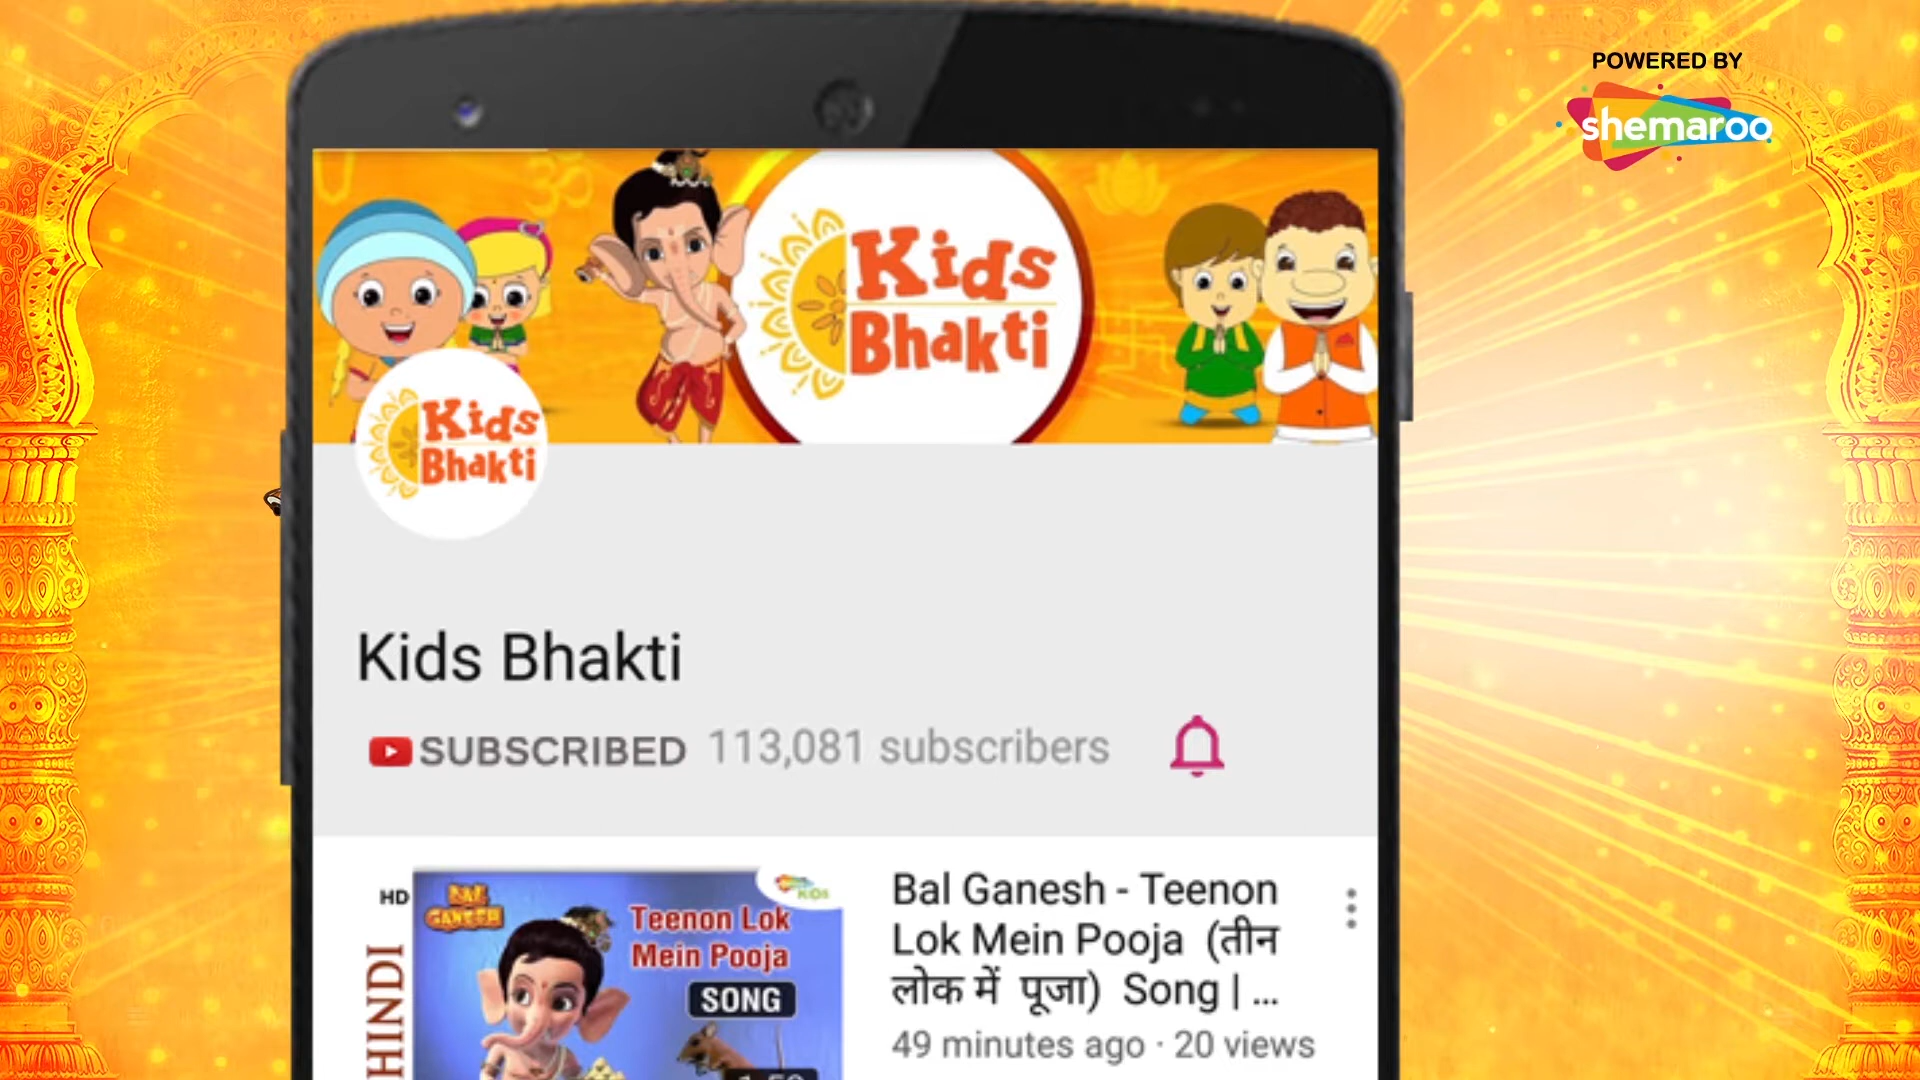 POWERED BY
shemaroo
Kids
Bhakti
Kids
Bhakti
Kids Bhakti
SUBSCRIBED 113,081 subscribers
HD
HINDI
BAL
GANESH
KIDS
Teenon Lok
Mein Pooja
SONG
Bal Ganesh - Teenon
Lok Mein Pooja (तीन
लोक में पूजा) Song | ...
49 minutes ago · 20 views